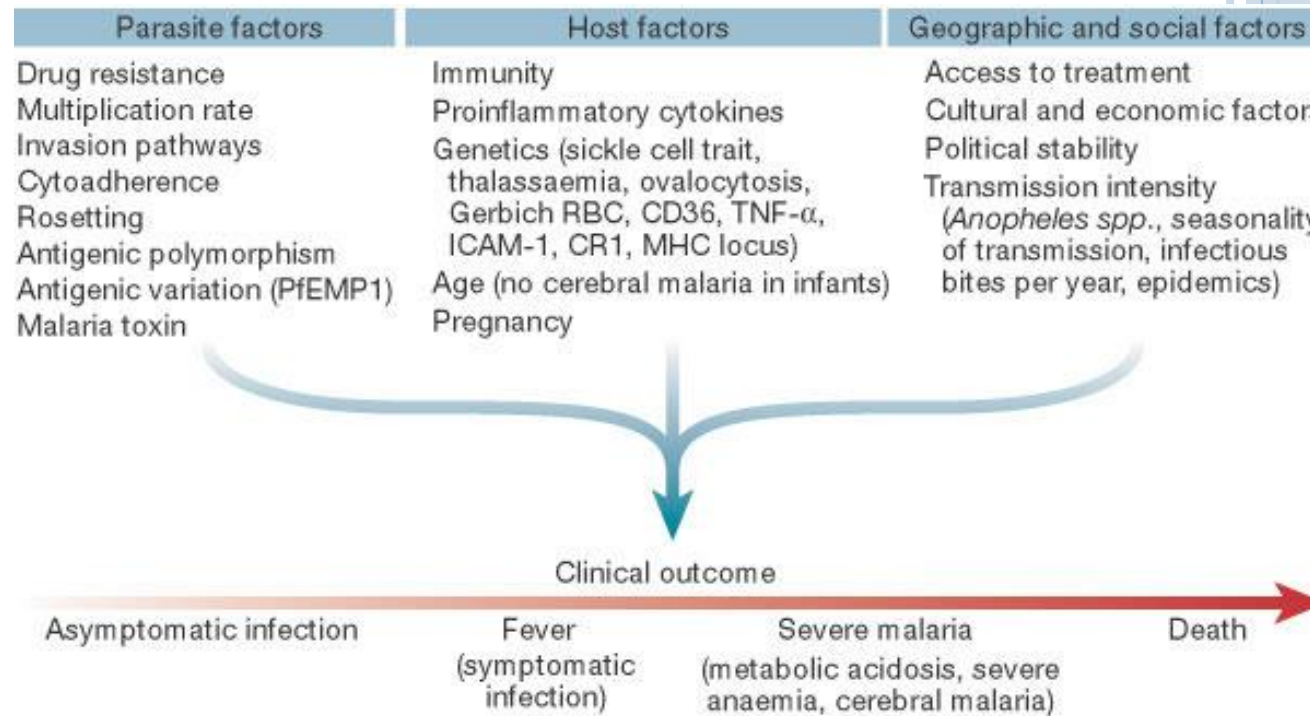 Parasite factors
Drug resistance
Multiplication rate
Invasion pathways
Cytoadherence
Rosetting
Antigenic polymorphism
Antigenic variation (PfEMP1)
Malaria toxin
Host factors
Immunity
Proinflammatory cytokines
Genetics (sickle cell trait,
thalassaemia, ovalocytosis,
Gerbich RBC, CD36, TNF-α,
ICAM-1, CR1, MHC locus)
Age (no cerebral malaria in infants)
Pregnancy
Geographic and social factors
Access to treatment
Cultural and economic factors
Political stability
Transmission intensity
(Anopheles spp., seasonality
of transmission, infectious
bites per year, epidemics)
Clinical outcome
Asymptomatic infection
Fever
(symptomatic
infection)
Severe malaria
(metabolic acidosis, severe
anaemia, cerebral malaria)
Death